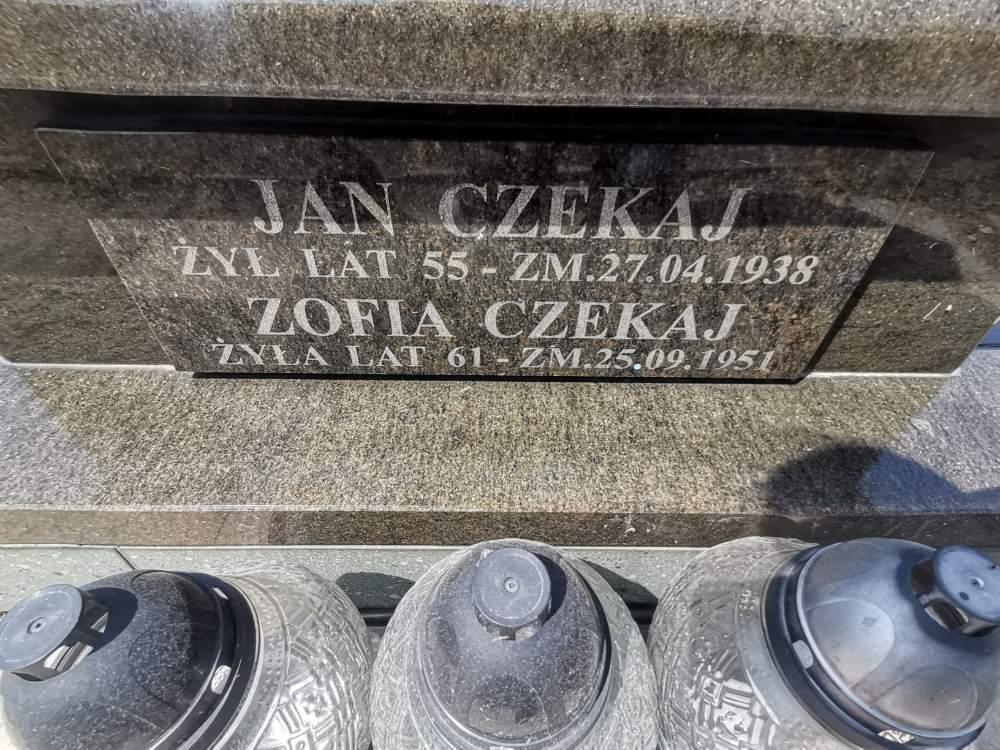 JAN CZEKAJ
ŻYŁ LAT 55 - ZM.27.04.1938
ZOFIA CZEKAJ
ŻYŁA LAT 61 - ZM.25.09.1951